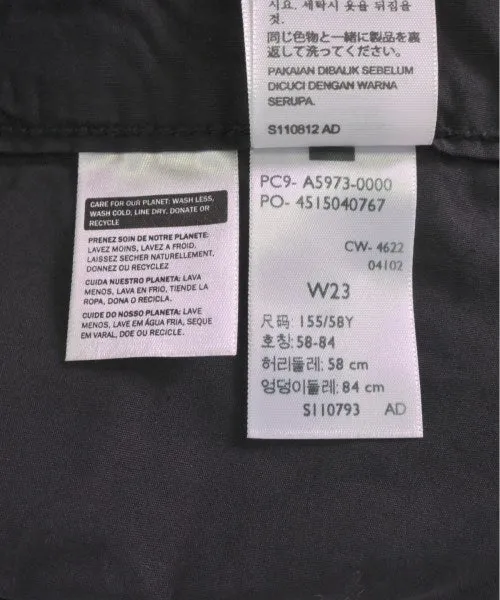 시요. 세탁시 옷을 뒤집을
것.
同じ色物と一緒に製品を裏
返して洗ってください。
PAKAIAN DIBALIK SEBELUM
DICUCI DENGAN WARNA
SERUPA.
S110812 AD
CARE FOR OUR PLANET: WASH LESS,
WASH COLD, LINE DRY, DONATE OR
RECYCLE
PRENEZ SOIN DE NOTRE PLANETE:
LAVEZ MOINS, LAVEZ A FROID,
LAISSEZ SECHER NATURELLEMENT,
DONNEZ OU RECYCLEZ
CUIDA NUESTRO PLANETA: LAVA
MENOS, LAVA EN FRIO, TIENDE LA
ROPA, DONA O RECICLA.
CUIDE DO NOSSO PLANETA: LAVE
MENOS, LAVE EM ÁGUA FRIA, SEQUE
EM VARAL, DOE OU RECICLE.
PC9- A5973-0000
PO- 4515040767
CW- 4622
04102
W23
尺码: 155/58Y
호칭: 58-84
허리둘레: 58 cm
엉덩이둘레: 84 cm
S110793 AD